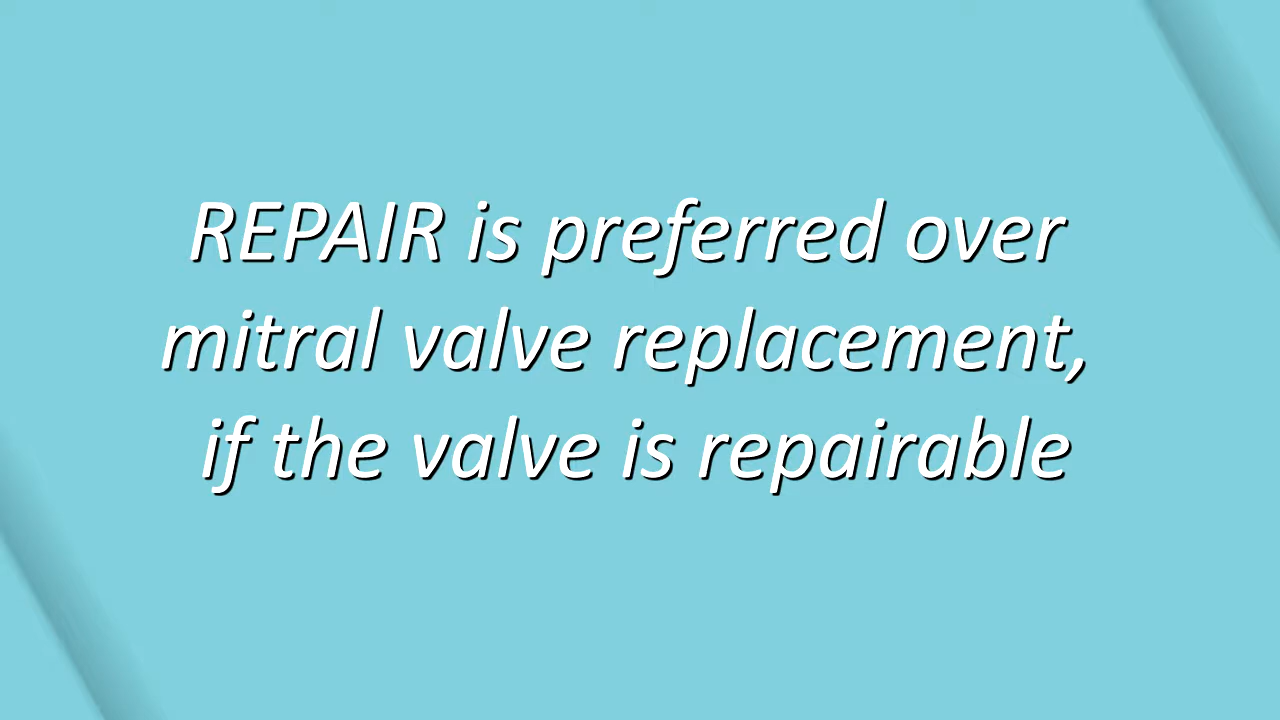 REPAIR is preferred over
mitral valve replacement,
if the valve is repairable